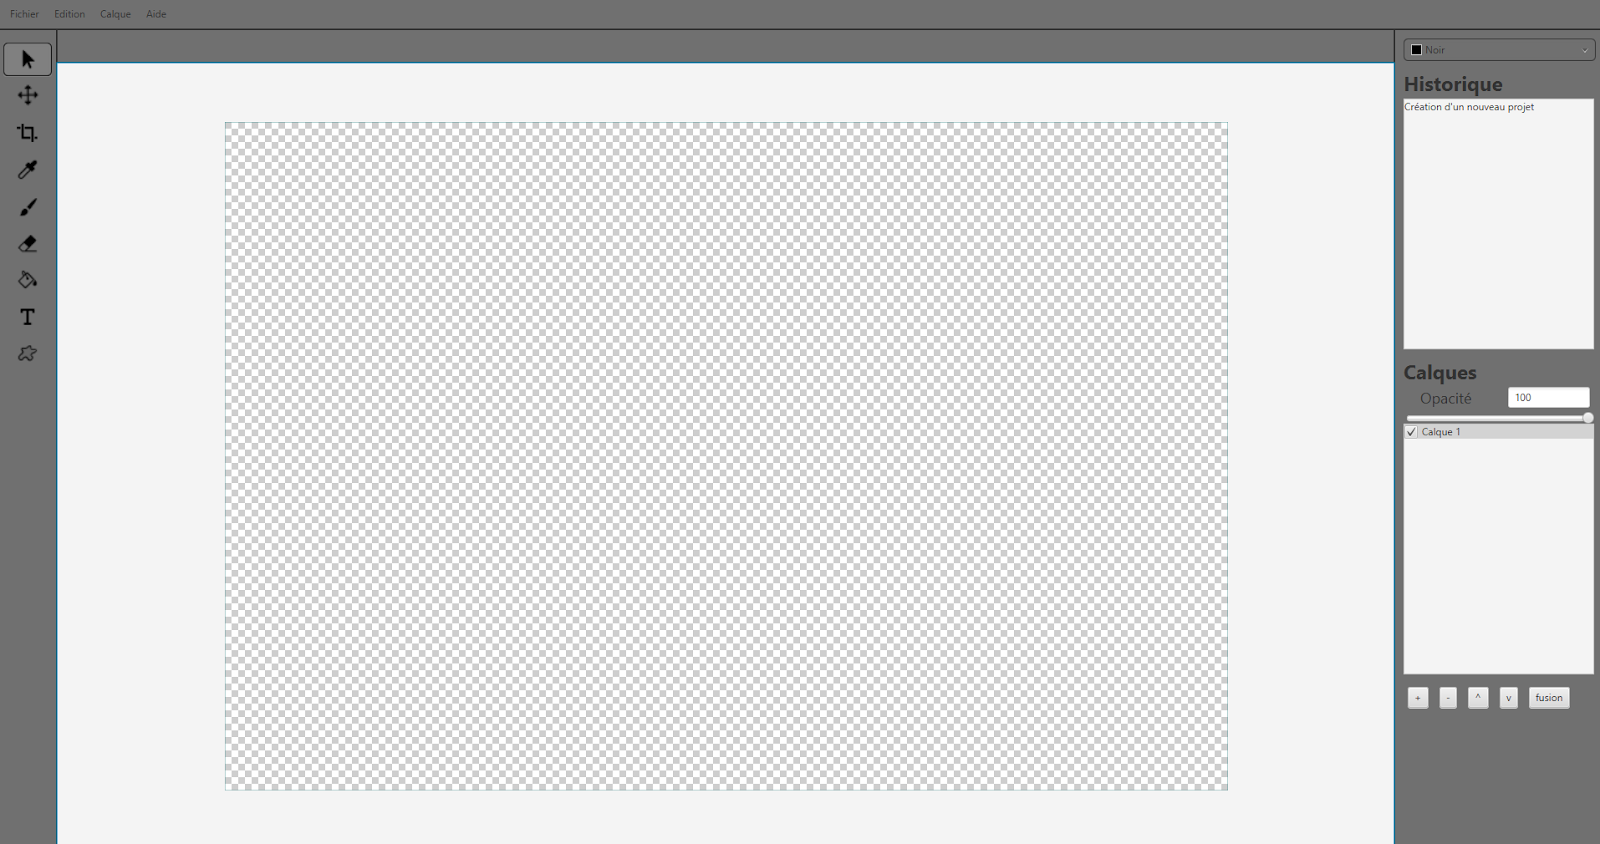 Fichier Edition Calque Aide
Noir
Historique
Création d'un nouveau projet
Calques
Opacité 100
Calque 1
+ - ^ v fusion